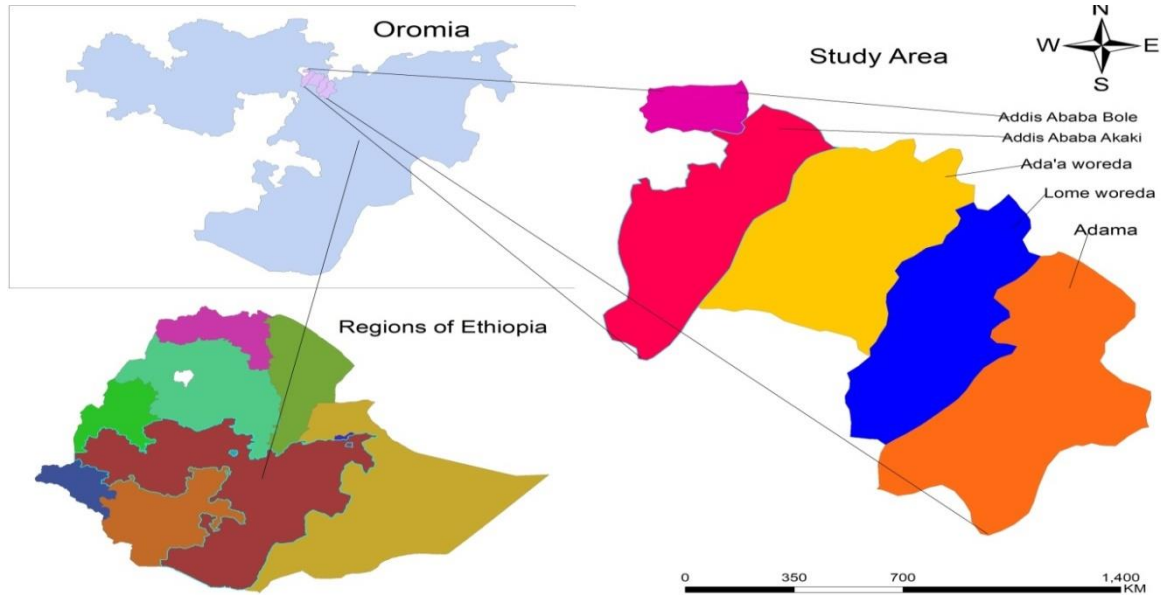 Oromia
N
W E
S
Study Area
Addis Ababa Bole
Addis Ababa Akaki
Ada'a woreda
Lome woreda
Adama
Regions of Ethiopia
0 350 700 1,400
KM